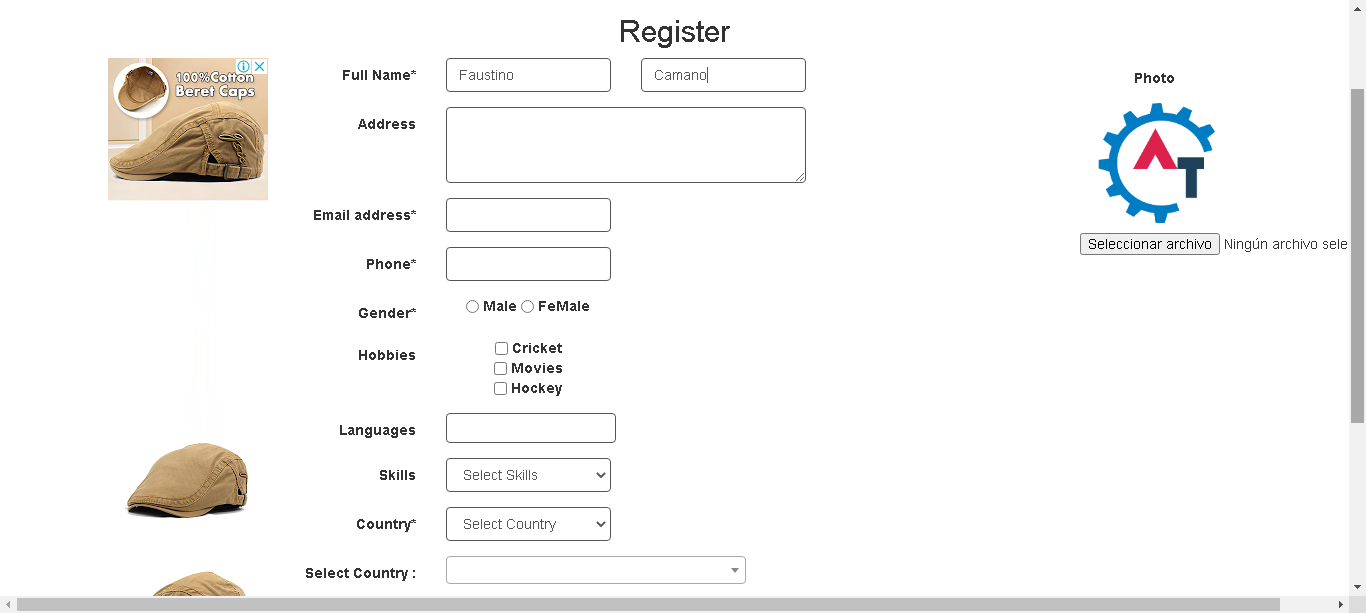 Register
100%Cotton
Beret Caps
Full Name* Faustino Camano
Photo
Address
AT
Email address*
Phone*
Seleccionar archivo Ningún archivo sele
Gender* Male FeMale
Hobbies Cricket
Movies
Hockey
Languages
Skills Select Skills
Country* Select Country
Select Country :